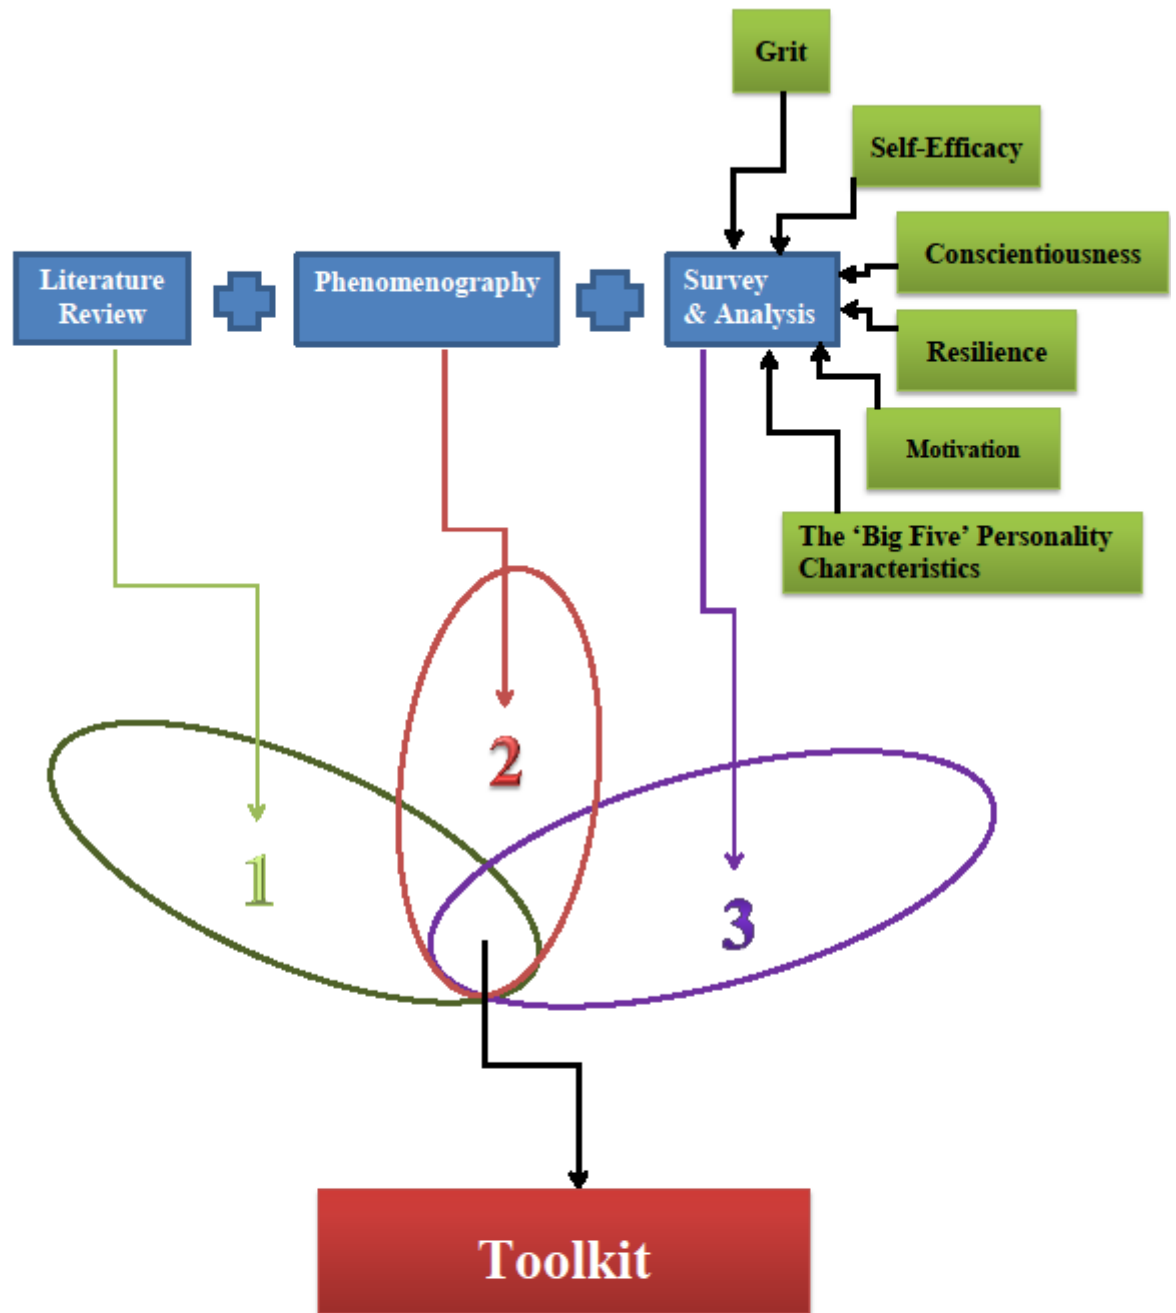 Grit
Self-Efficacy
Conscientiousness
Literature
Review
Phenomenography
Survey
& Analysis
Resilience
Motivation
The ‘Big Five’ Personality
Characteristics
2
1
3
Toolkit